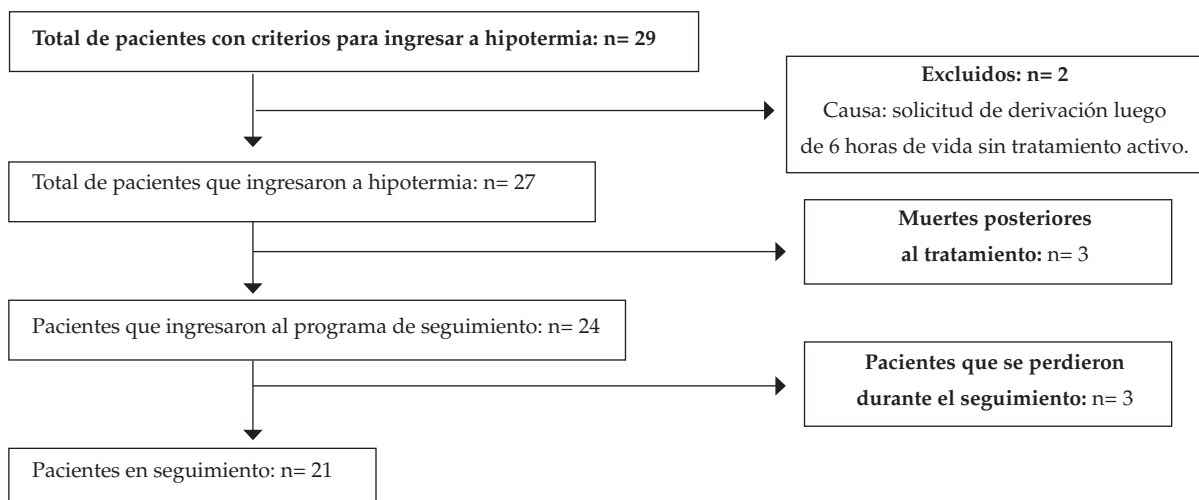 Total de pacientes con criterios para ingresar a hipotermia: n= 29
Excluidos: n= 2
Causa: solicitud de derivación luego
de 6 horas de vida sin tratamiento activo.
Total de pacientes que ingresaron a hipotermia: n= 27
Muertes posteriores
al tratamiento: n= 3
Pacientes que ingresaron al programa de seguimiento: n= 24
Pacientes que se perdieron
durante el seguimiento: n= 3
Pacientes en seguimiento: n= 21